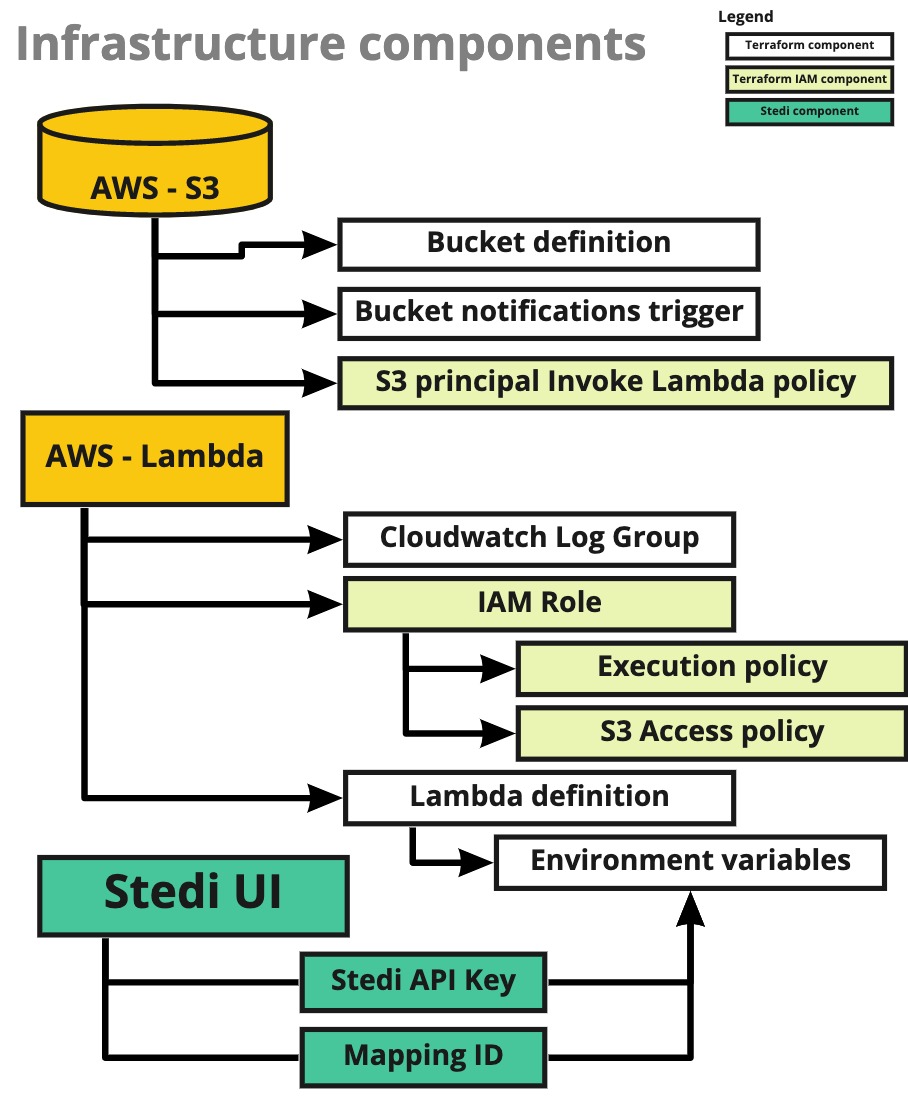 Infrastructure components
Legend
Terraform component
Terraform IAM component
Stedi component
AWS - S3
Bucket definition
Bucket notifications trigger
S3 principal Invoke Lambda policy
AWS - Lambda
Cloudwatch Log Group
IAM Role
Execution policy
S3 Access policy
Lambda definition
Environment variables
Stedi UI
Stedi API Key
Mapping ID